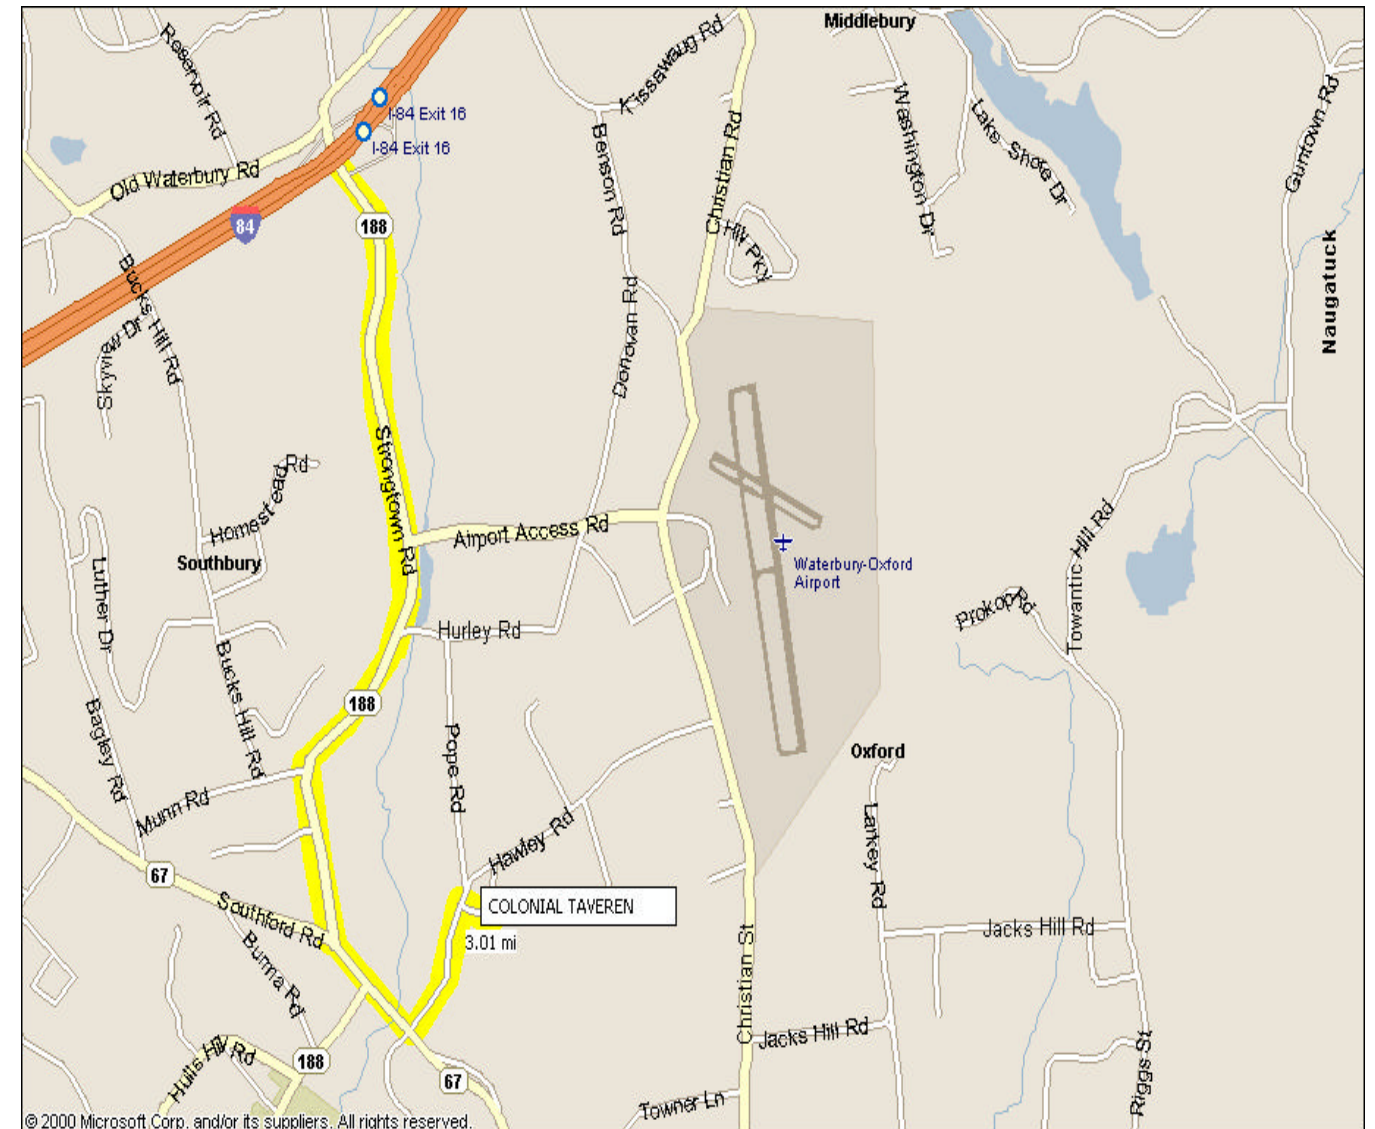 Middlebury
Reservoir Rd
Kissawaug Rd
I-84 Exit 16
I-84 Exit 16
Benson Rd
Christian Rd
Washington Dr
Lake Shoe Dr
Guntown Rd
Old Waterbury Rd
84
188
Hill Pky
Naugatuck
Bucks Hill Rd
Skyview Dr
Donovan Rd
Strongtown Rd
Homestead Rd
Southbury
Airport Access Rd
Waterbury-Oxford
Airport
Towantic Hill Rd
Prokop Rd
Luther Dr
Hurley Rd
Bucks Hill Rd
188
Bagley Rd
Pope Rd
Oxford
Munn Rd
Hawley Rd
Larkey Rd
67
Southford Rd
COLONIAL TAVEREN
3.01 mi
Burma Rd
Jacks Hill Rd
Christian St
Jacks Hill Rd
Hulls Hill Rd
188
67
Riggs St
Towner Ln
© 2000 Microsoft Corp. and/or its suppliers. All rights reserved.